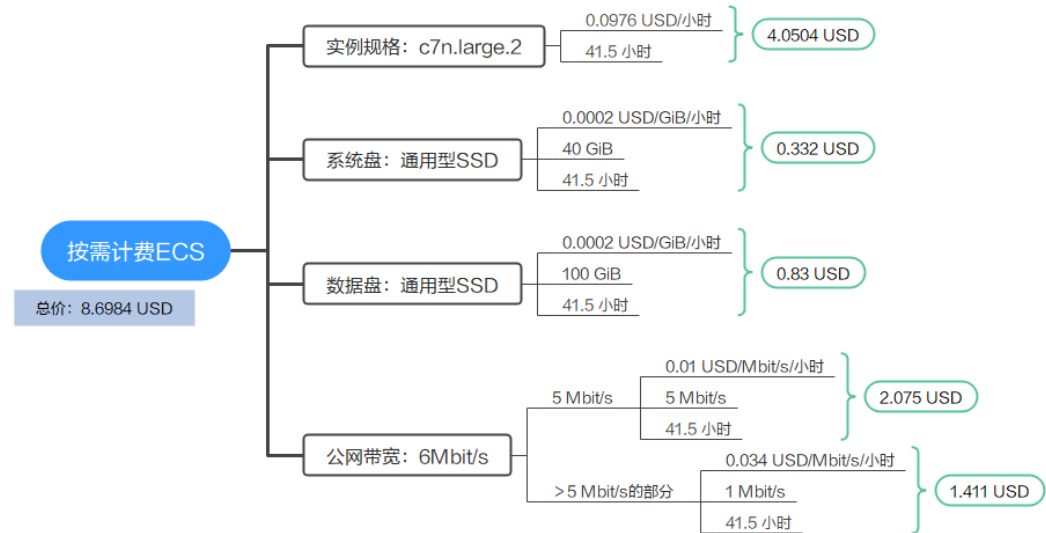 按需计费ECS
总价：8.6984 USD
实例规格：c7n.large.2
0.0976 USD/小时
41.5 小时
4.0504 USD
系统盘：通用型SSD
0.0002 USD/GiB/小时
40 GiB
41.5 小时
0.332 USD
数据盘：通用型SSD
0.0002 USD/GiB/小时
100 GiB
41.5 小时
0.83 USD
公网带宽：6Mbit/s
5 Mbit/s
0.01 USD/Mbit/s/小时
5 Mbit/s
41.5 小时
2.075 USD
>5 Mbit/s的部分
0.034 USD/Mbit/s/小时
1 Mbit/s
41.5 小时
1.411 USD